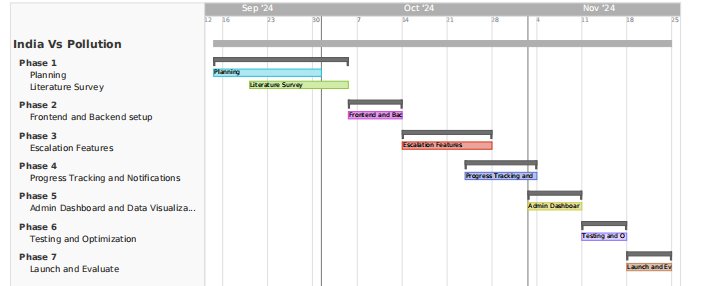 Sep '24 Oct '24 Nov '24
12 16 23 30 7 14 21 28 4 11 18 25
India Vs Pollution
Phase 1
Planning Planning
Literature Survey Literature Survey
Phase 2
Frontend and Backend setup Frontend and Bac
Phase 3
Escalation Features Escalation Features
Phase 4
Progress Tracking and Notifications Progress Tracking and
Phase 5
Admin Dashboard and Data Visualiza... Admin Dashboar
Phase 6
Testing and Optimization Testing and O
Phase 7
Launch and Evaluate Launch and Ev